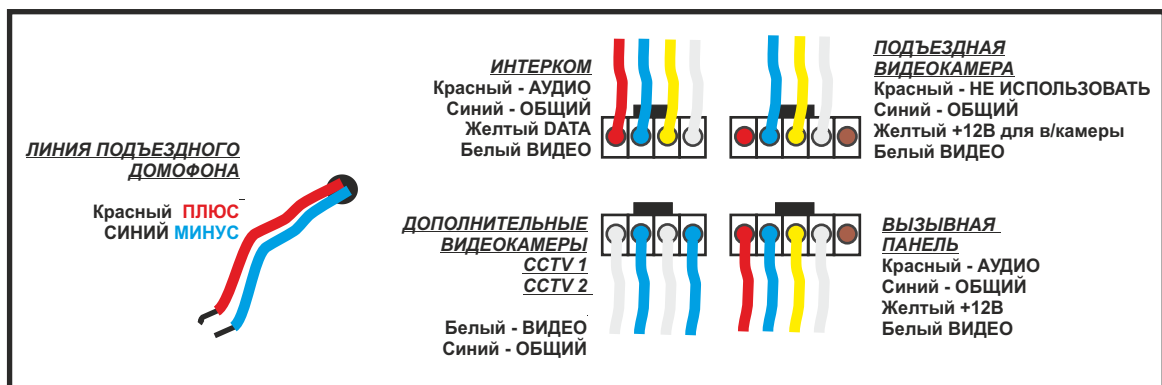 ЛИНИЯ ПОДЪЕЗДНОГО
ДОМОФОНА
Красный ПЛЮС
СИНИЙ МИНУС
ИНТЕРКОМ
Красный - АУДИО
Синий - ОБЩИЙ
Желтый DATA
Белый ВИДЕО
ПОДЪЕЗДНАЯ
ВИДЕОКАМЕРА
Красный - НЕ ИСПОЛЬЗОВАТЬ
Синий - ОБЩИЙ
Желтый +12В для в/камеры
Белый ВИДЕО
ДОПОЛНИТЕЛЬНЫЕ
ВИДЕОКАМЕРЫ
CCTV 1
CCTV 2
Белый - ВИДЕО
Синий - ОБЩИЙ
ВЫЗЫВНАЯ
ПАНЕЛЬ
Красный - АУДИО
Синий - ОБЩИЙ
Желтый +12В
Белый ВИДЕО